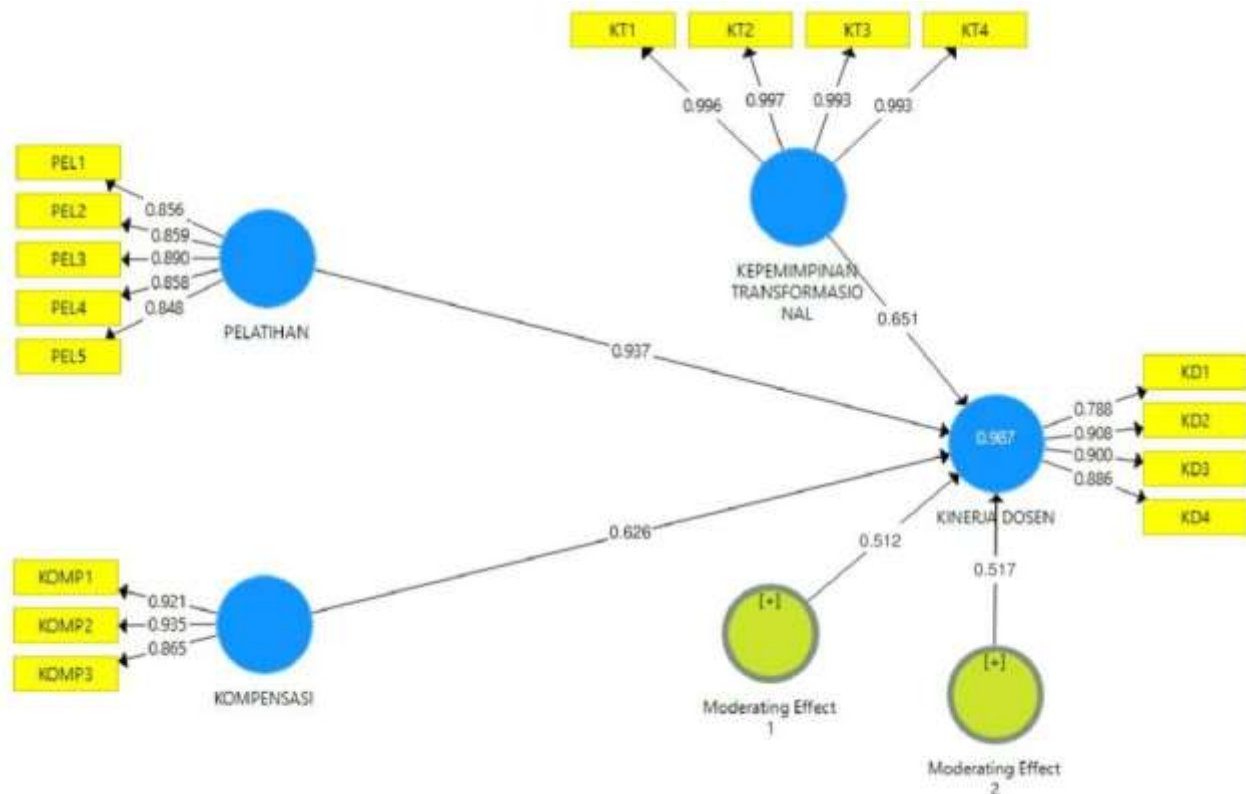 KT1
KT2
KT3
KT4
0.996
0.997
0.993
0.993
KEPEMIMPINAN
TRANSFORMASIO
NAL
0.651
PEL1
PEL2
PEL3
PEL4
PEL5
0.856
0.859
0.890
0.858
0.848
PELATIHAN
0.937
KOMP1
KOMP2
KOMP3
0.921
0.935
0.865
KOMPENSASI
0.626
0.987
KINERJA DOSEN
0.788
0.908
0.900
0.886
KD1
KD2
KD3
KD4
0.512
0.517
[+]
Moderating Effect
1
[+]
Moderating Effect
2